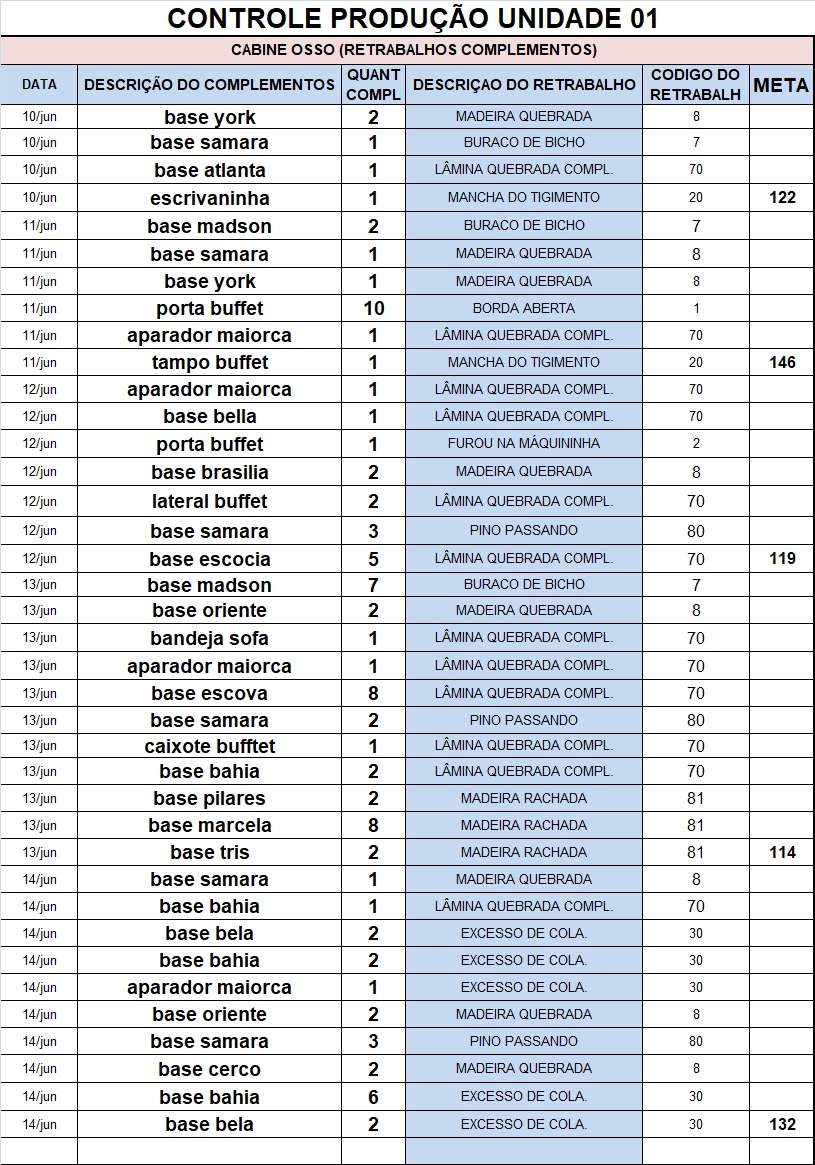 CONTROLE PRODUÇÃO UNIDADE 01
CABINE OSSO (RETRABALHOS COMPLEMENTOS)
DATA DESCRIÇÃO DO COMPLEMENTOS QUANT COMPL DESCRIÇAO DO RETRABALHO CODIGO DO RETRABALH META
10/jun base york 2 MADEIRA QUEBRADA 8
10/jun base samara 1 BURACO DE BICHO 7
10/jun base atlanta 1 LÂMINA QUEBRADA COMPL. 70
10/jun escrivaninha 1 MANCHA DO TIGIMENTO 20 122
11/jun base madson 2 BURACO DE BICHO 7
11/jun base samara 1 MADEIRA QUEBRADA 8
11/jun base york 1 MADEIRA QUEBRADA 8
11/jun porta buffet 10 BORDA ABERTA 1
11/jun aparador maiorca 1 LÂMINA QUEBRADA COMPL. 70
11/jun tampo buffet 1 MANCHA DO TIGIMENTO 20 146
12/jun aparador maiorca 1 LÂMINA QUEBRADA COMPL. 70
12/jun base bella 1 LÂMINA QUEBRADA COMPL. 70
12/jun porta buffet 1 FUROU NA MÁQUININHA 2
12/jun base brasilia 2 MADEIRA QUEBRADA 8
12/jun lateral buffet 2 LÂMINA QUEBRADA COMPL. 70
12/jun base samara 3 PINO PASSANDO 80
12/jun base escocia 5 LÂMINA QUEBRADA COMPL. 70 119
13/jun base madson 7 BURACO DE BICHO 7
13/jun base oriente 2 MADEIRA QUEBRADA 8
13/jun bandeja sofa 1 LÂMINA QUEBRADA COMPL. 70
13/jun aparador maiorca 1 LÂMINA QUEBRADA COMPL. 70
13/jun base escova 8 LÂMINA QUEBRADA COMPL. 70
13/jun base samara 2 PINO PASSANDO 80
13/jun caixote bufftet 1 LÂMINA QUEBRADA COMPL. 70
13/jun base bahia 2 LÂMINA QUEBRADA COMPL. 70
13/jun base pilares 2 MADEIRA RACHADA 81
13/jun base marcela 8 MADEIRA RACHADA 81
13/jun base tris 2 MADEIRA RACHADA 81 114
14/jun base samara 1 MADEIRA QUEBRADA 8
14/jun base bahia 1 LÂMINA QUEBRADA COMPL. 70
14/jun base bela 2 EXCESSO DE COLA. 30
14/jun base bahia 2 EXCESSO DE COLA. 30
14/jun aparador maiorca 1 EXCESSO DE COLA. 30
14/jun base oriente 2 MADEIRA QUEBRADA 8
14/jun base samara 3 PINO PASSANDO 80
14/jun base cerco 2 MADEIRA QUEBRADA 8
14/jun base bahia 6 EXCESSO DE COLA. 30
14/jun base bela 2 EXCESSO DE COLA. 30 132